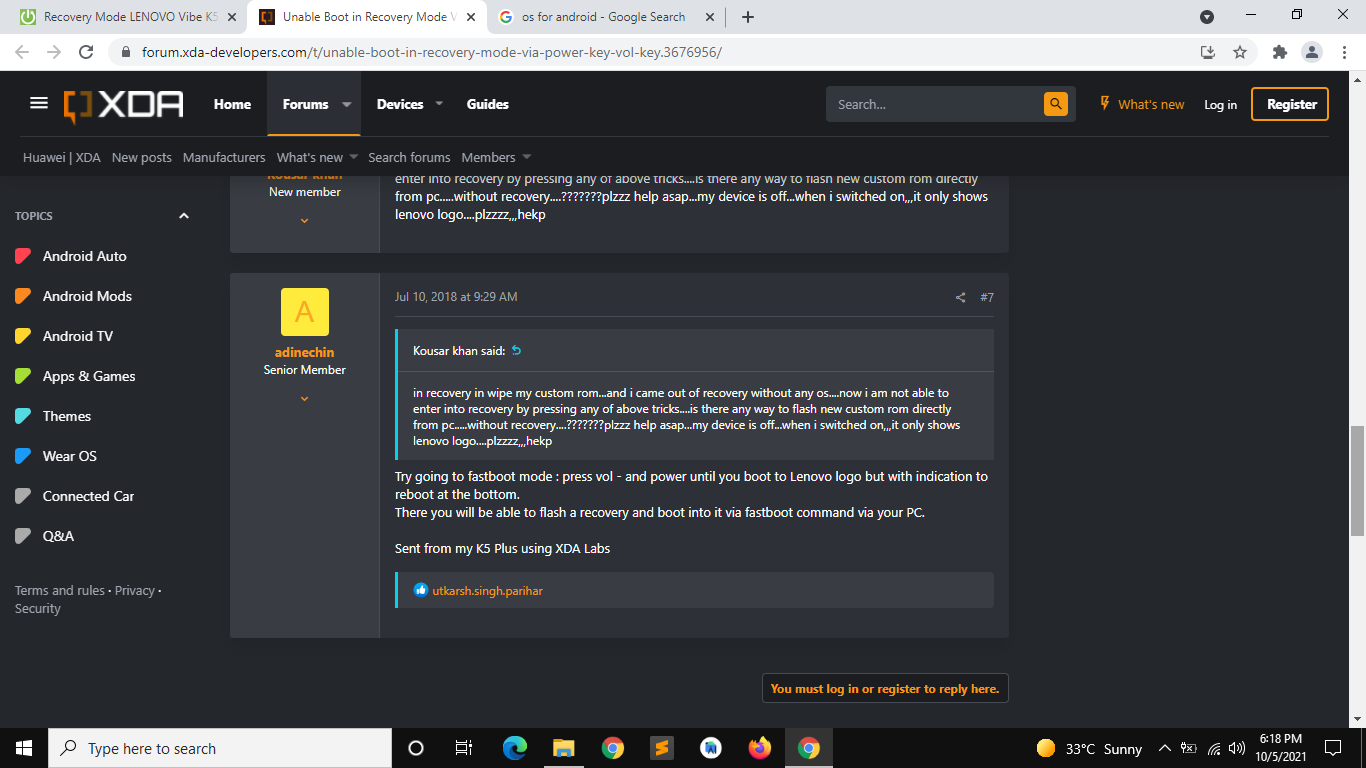 Recovery Mode LENOVO Vibe K5
Unable Boot in Recovery Mode V
os for android - Google Search
forum.xda-developers.com/t/unable-boot-in-recovery-mode-via-power-key-vol-key.3676956/
XDA
Home
Forums
Devices
Guides
Search...
What's new
Log in
Register
Huawei | XDA
New posts
Manufacturers
What's new
Search forums
Members
TOPICS
Android Auto
Android Mods
Android TV
Apps & Games
Themes
Wear OS
Connected Car
Q&A
Terms and rules · Privacy ·
Security
Kousar khan
New member
enter into recovery by pressing any of above tricks....is there any way to flash new custom rom directly
from pc.....without recovery....???????plzzz help asap...my device is off...when i switched on,,,it only shows
lenovo logo....plzzzz,,,hekp
A
adinechin
Senior Member
Jul 10, 2018 at 9:29 AM
#7
Kousar khan said:
in recovery in wipe my custom rom...and i came out of recovery without any os....now i am not able to
enter into recovery by pressing any of above tricks....is there any way to flash new custom rom directly
from pc.....without recovery....???????plzzz help asap...my device is off...when i switched on,,,it only shows
lenovo logo....plzzzz,,,hekp
Try going to fastboot mode : press vol - and power until you boot to Lenovo logo but with indication to
reboot at the bottom.
There you will be able to flash a recovery and boot into it via fastboot command via your PC.
Sent from my K5 Plus using XDA Labs
utkarsh.singh.parihar
You must log in or register to reply here.
Type here to search
33°C Sunny
6:18 PM
10/5/2021